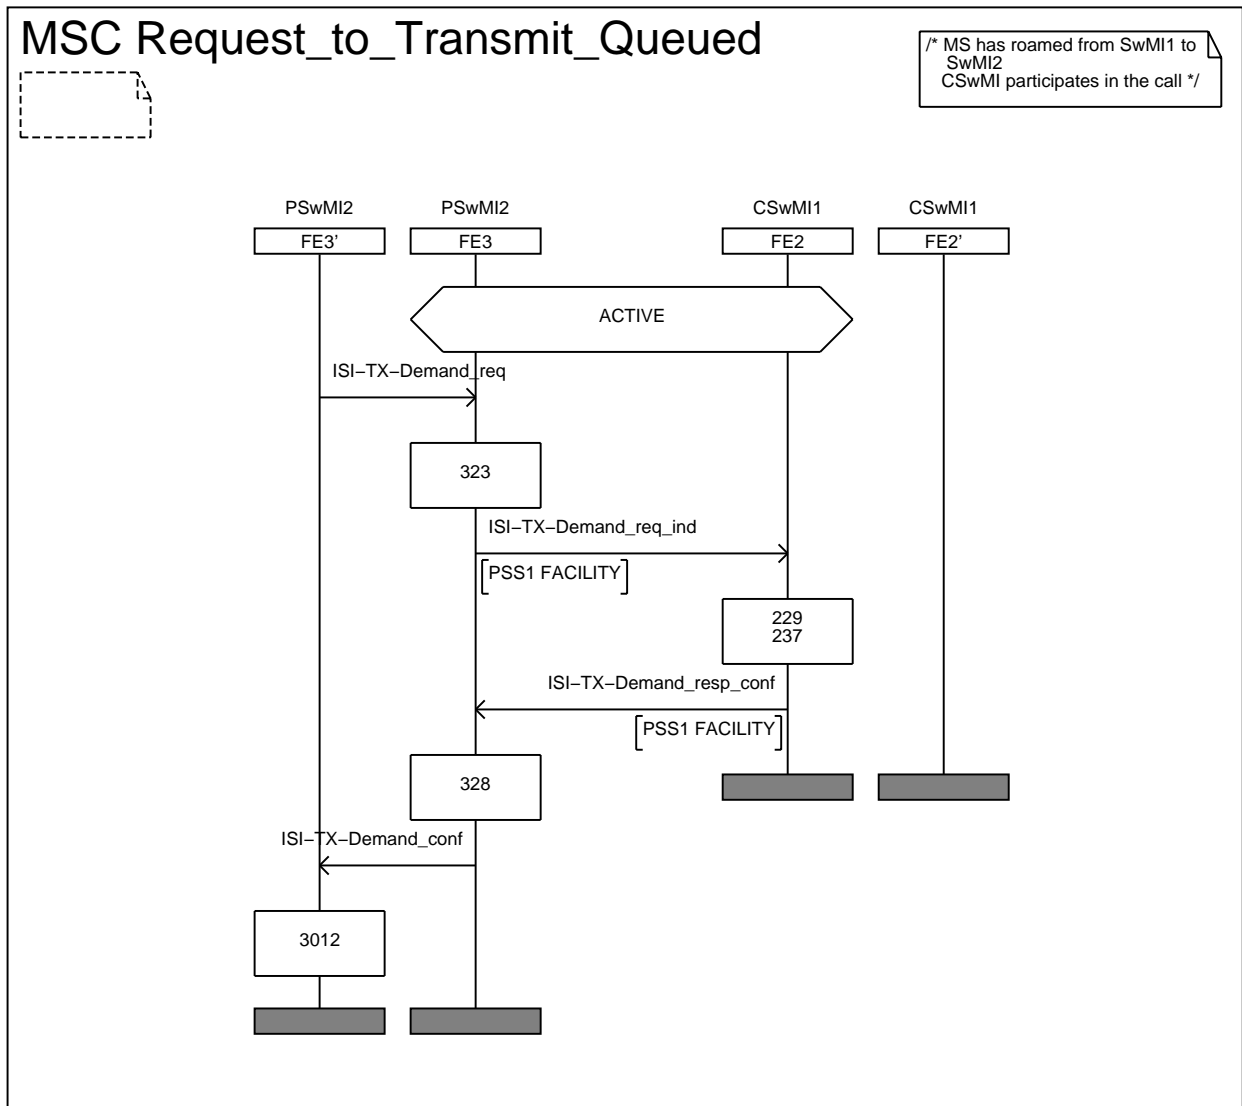 MSC Request_to_Transmit_Queued
/* MS has roamed from SwMI1 to
SwMI2
CSwMI participates in the call */
PSwMI2 PSwMI2 CSwMI1 CSwMI1
FE3' FE3 FE2 FE2'
ACTIVE
ISI−TX−Demand_req
323
ISI−TX−Demand_req_ind
PSS1 FACILITY
229
237
ISI−TX−Demand_resp_conf
PSS1 FACILITY
328
ISI−TX−Demand_conf
3012